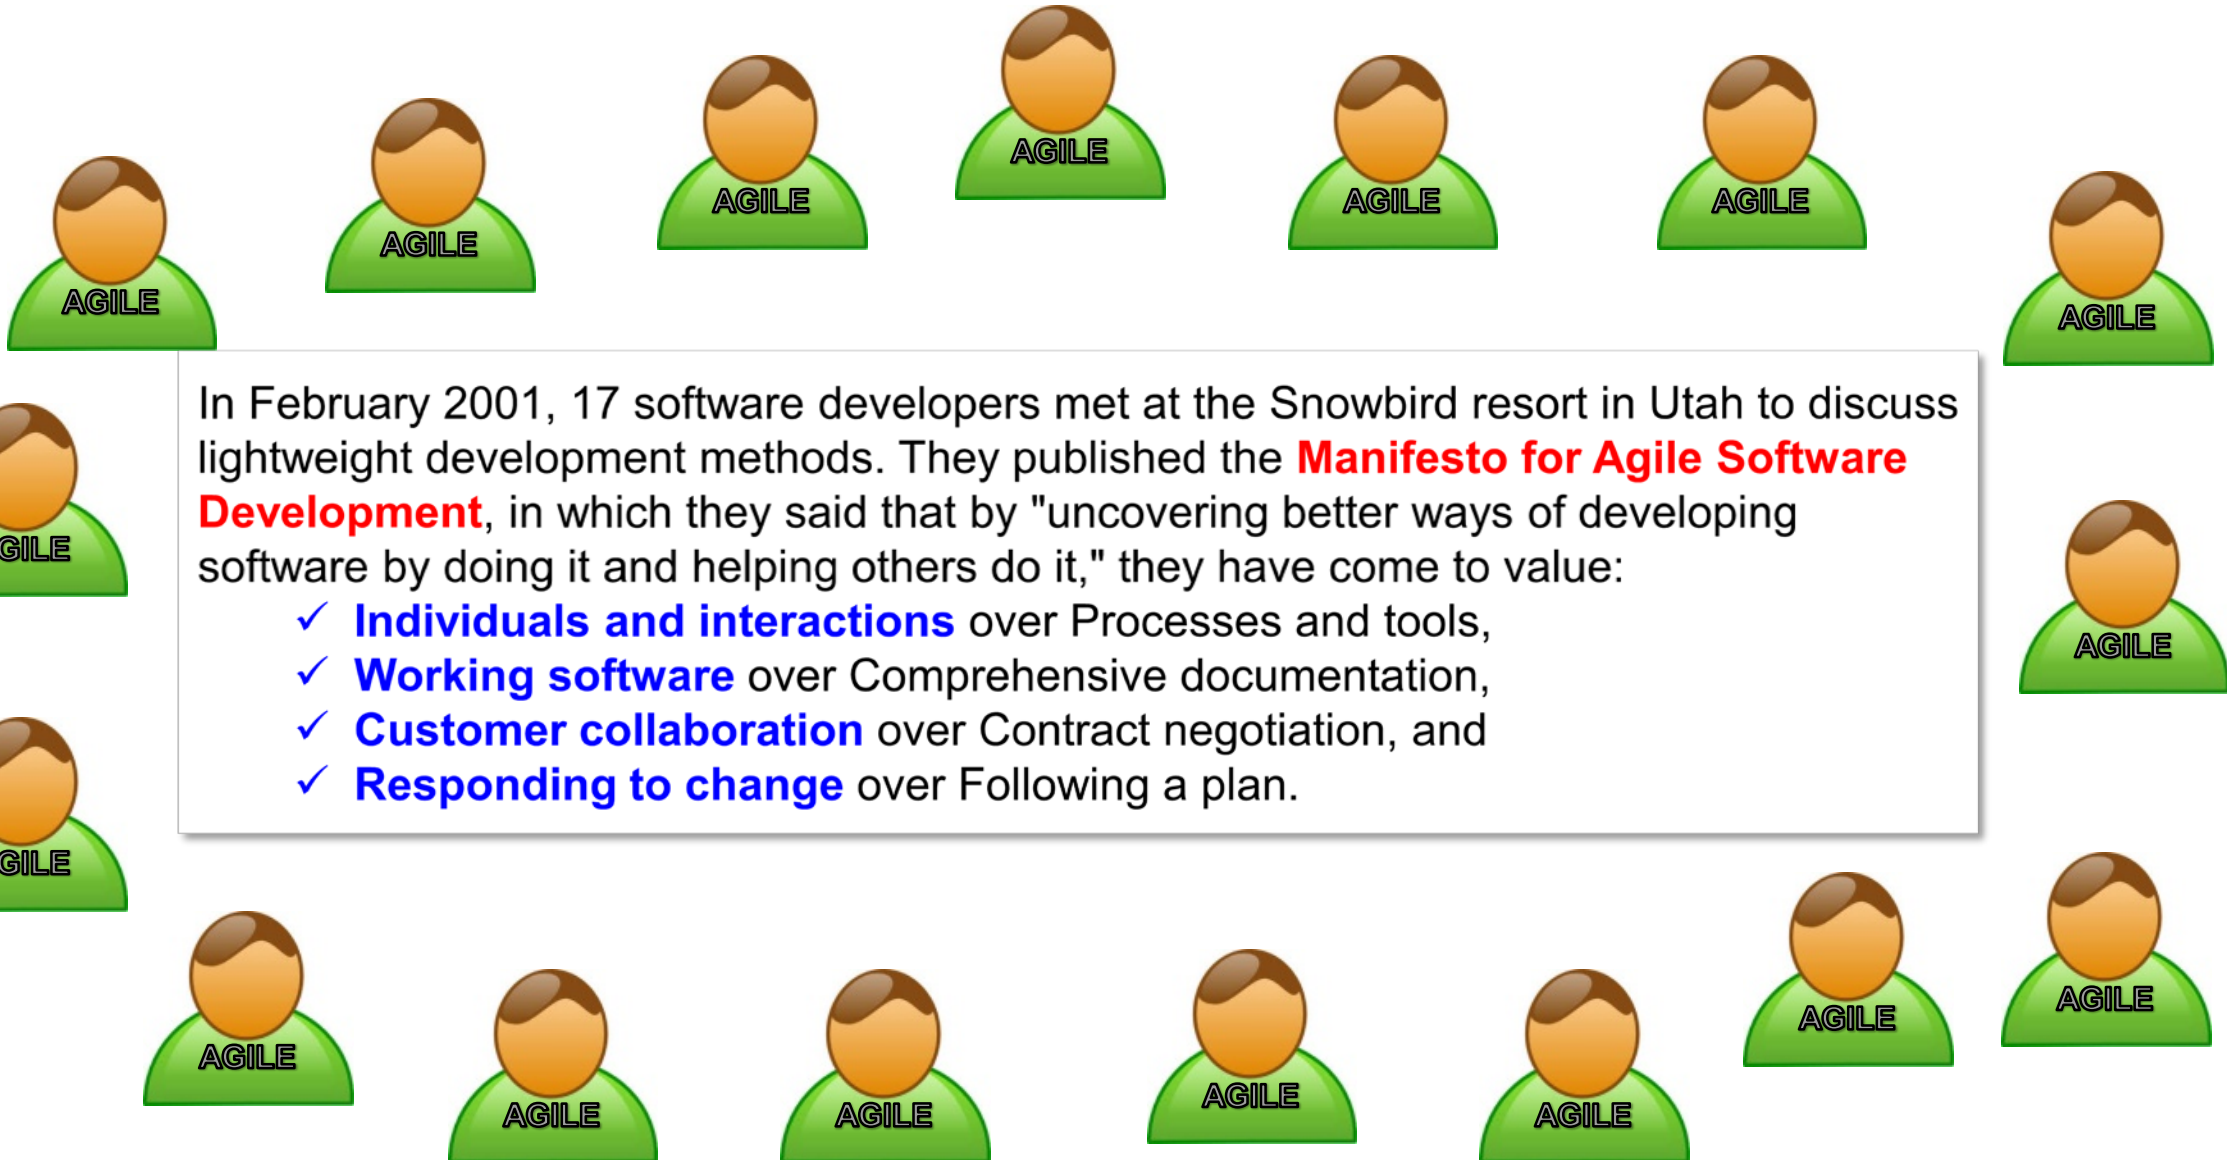 AGILE
AGILE
AGILE
AGILE
AGILE
AGILE
AGILE
In February 2001, 17 software developers met at the Snowbird resort in Utah to discuss
lightweight development methods. They published the Manifesto for Agile Software
Development, in which they said that by "uncovering better ways of developing
software by doing it and helping others do it," they have come to value:
✓ Individuals and interactions over Processes and tools,
✓ Working software over Comprehensive documentation,
✓ Customer collaboration over Contract negotiation, and
✓ Responding to change over Following a plan.
GILE
AGILE
GILE
AGILE
AGILE
AGILE
AGILE
AGILE
AGILE
AGILE